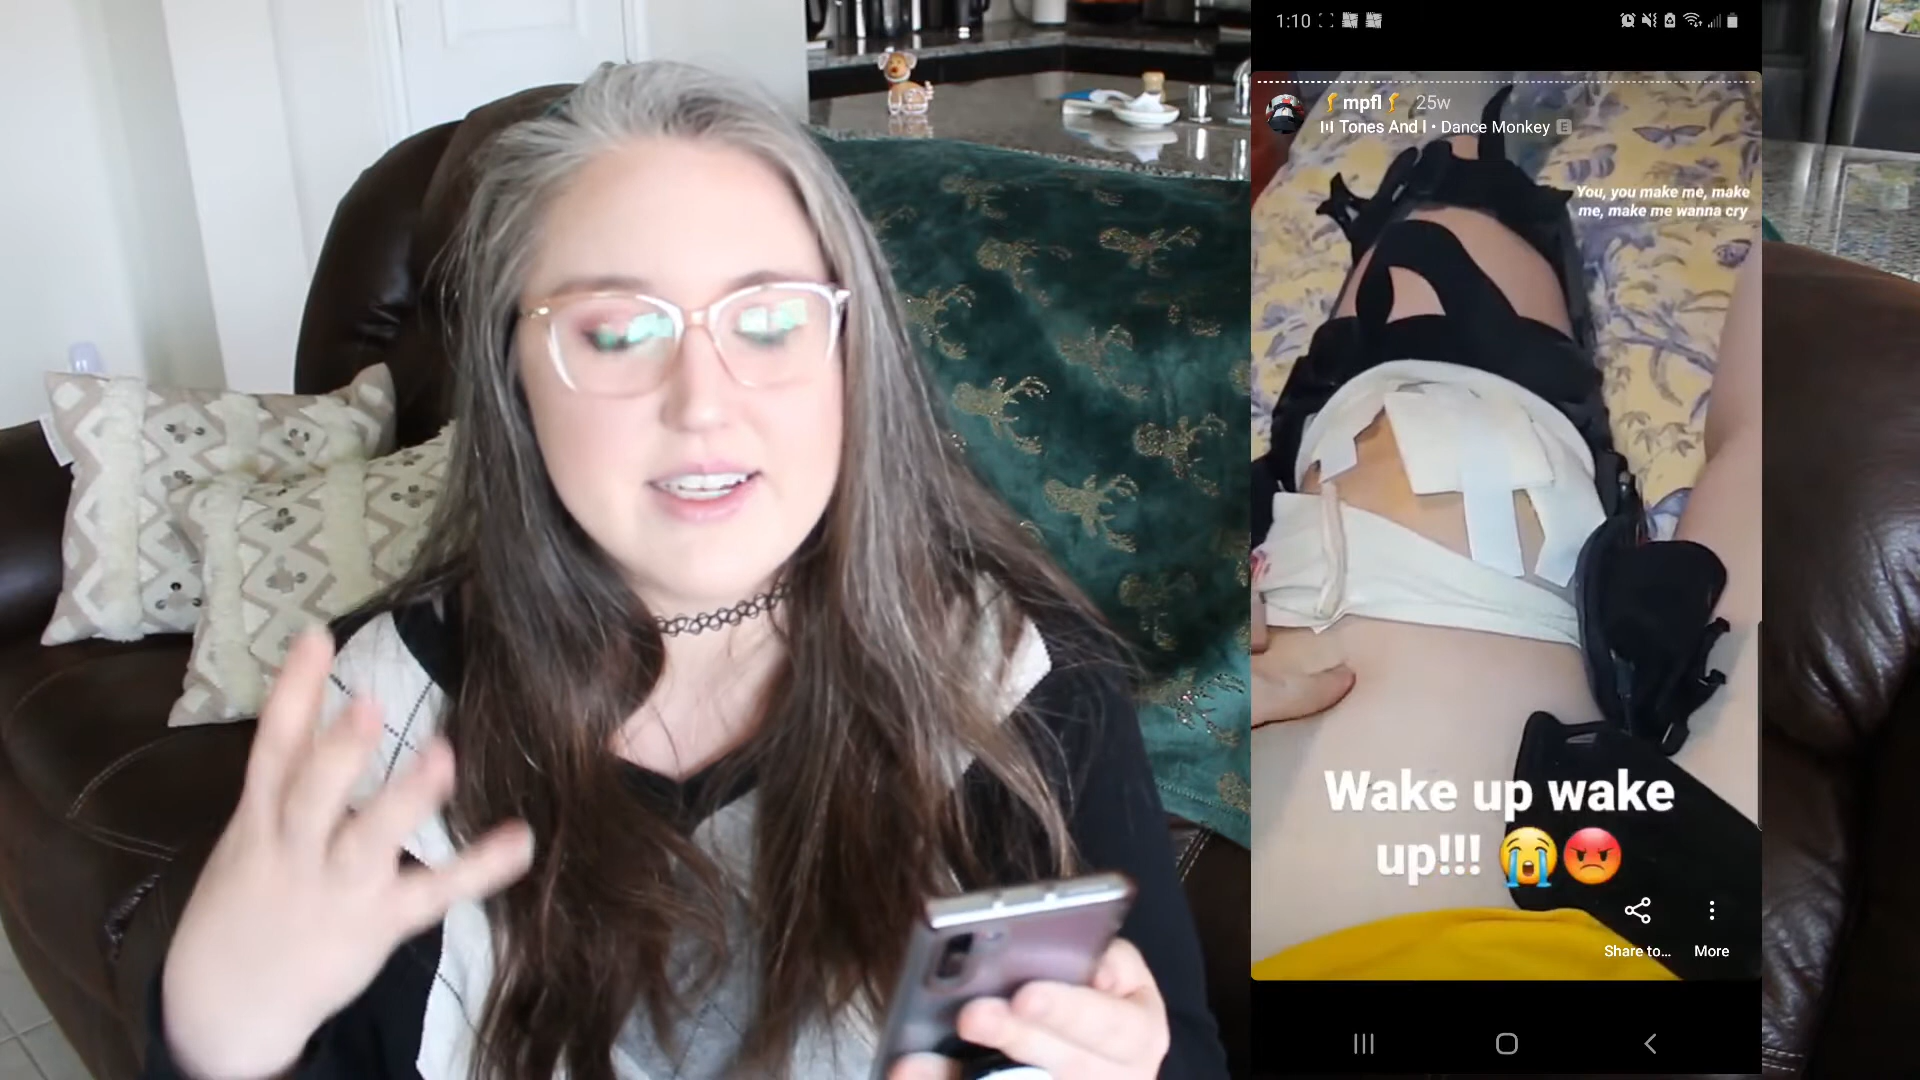 1:10
mpfl 25w
Tones And I • Dance Monkey E
You, you make me, make
me, make me wanna cry
Wake up wake
up!!! 😭😡
Share to... More